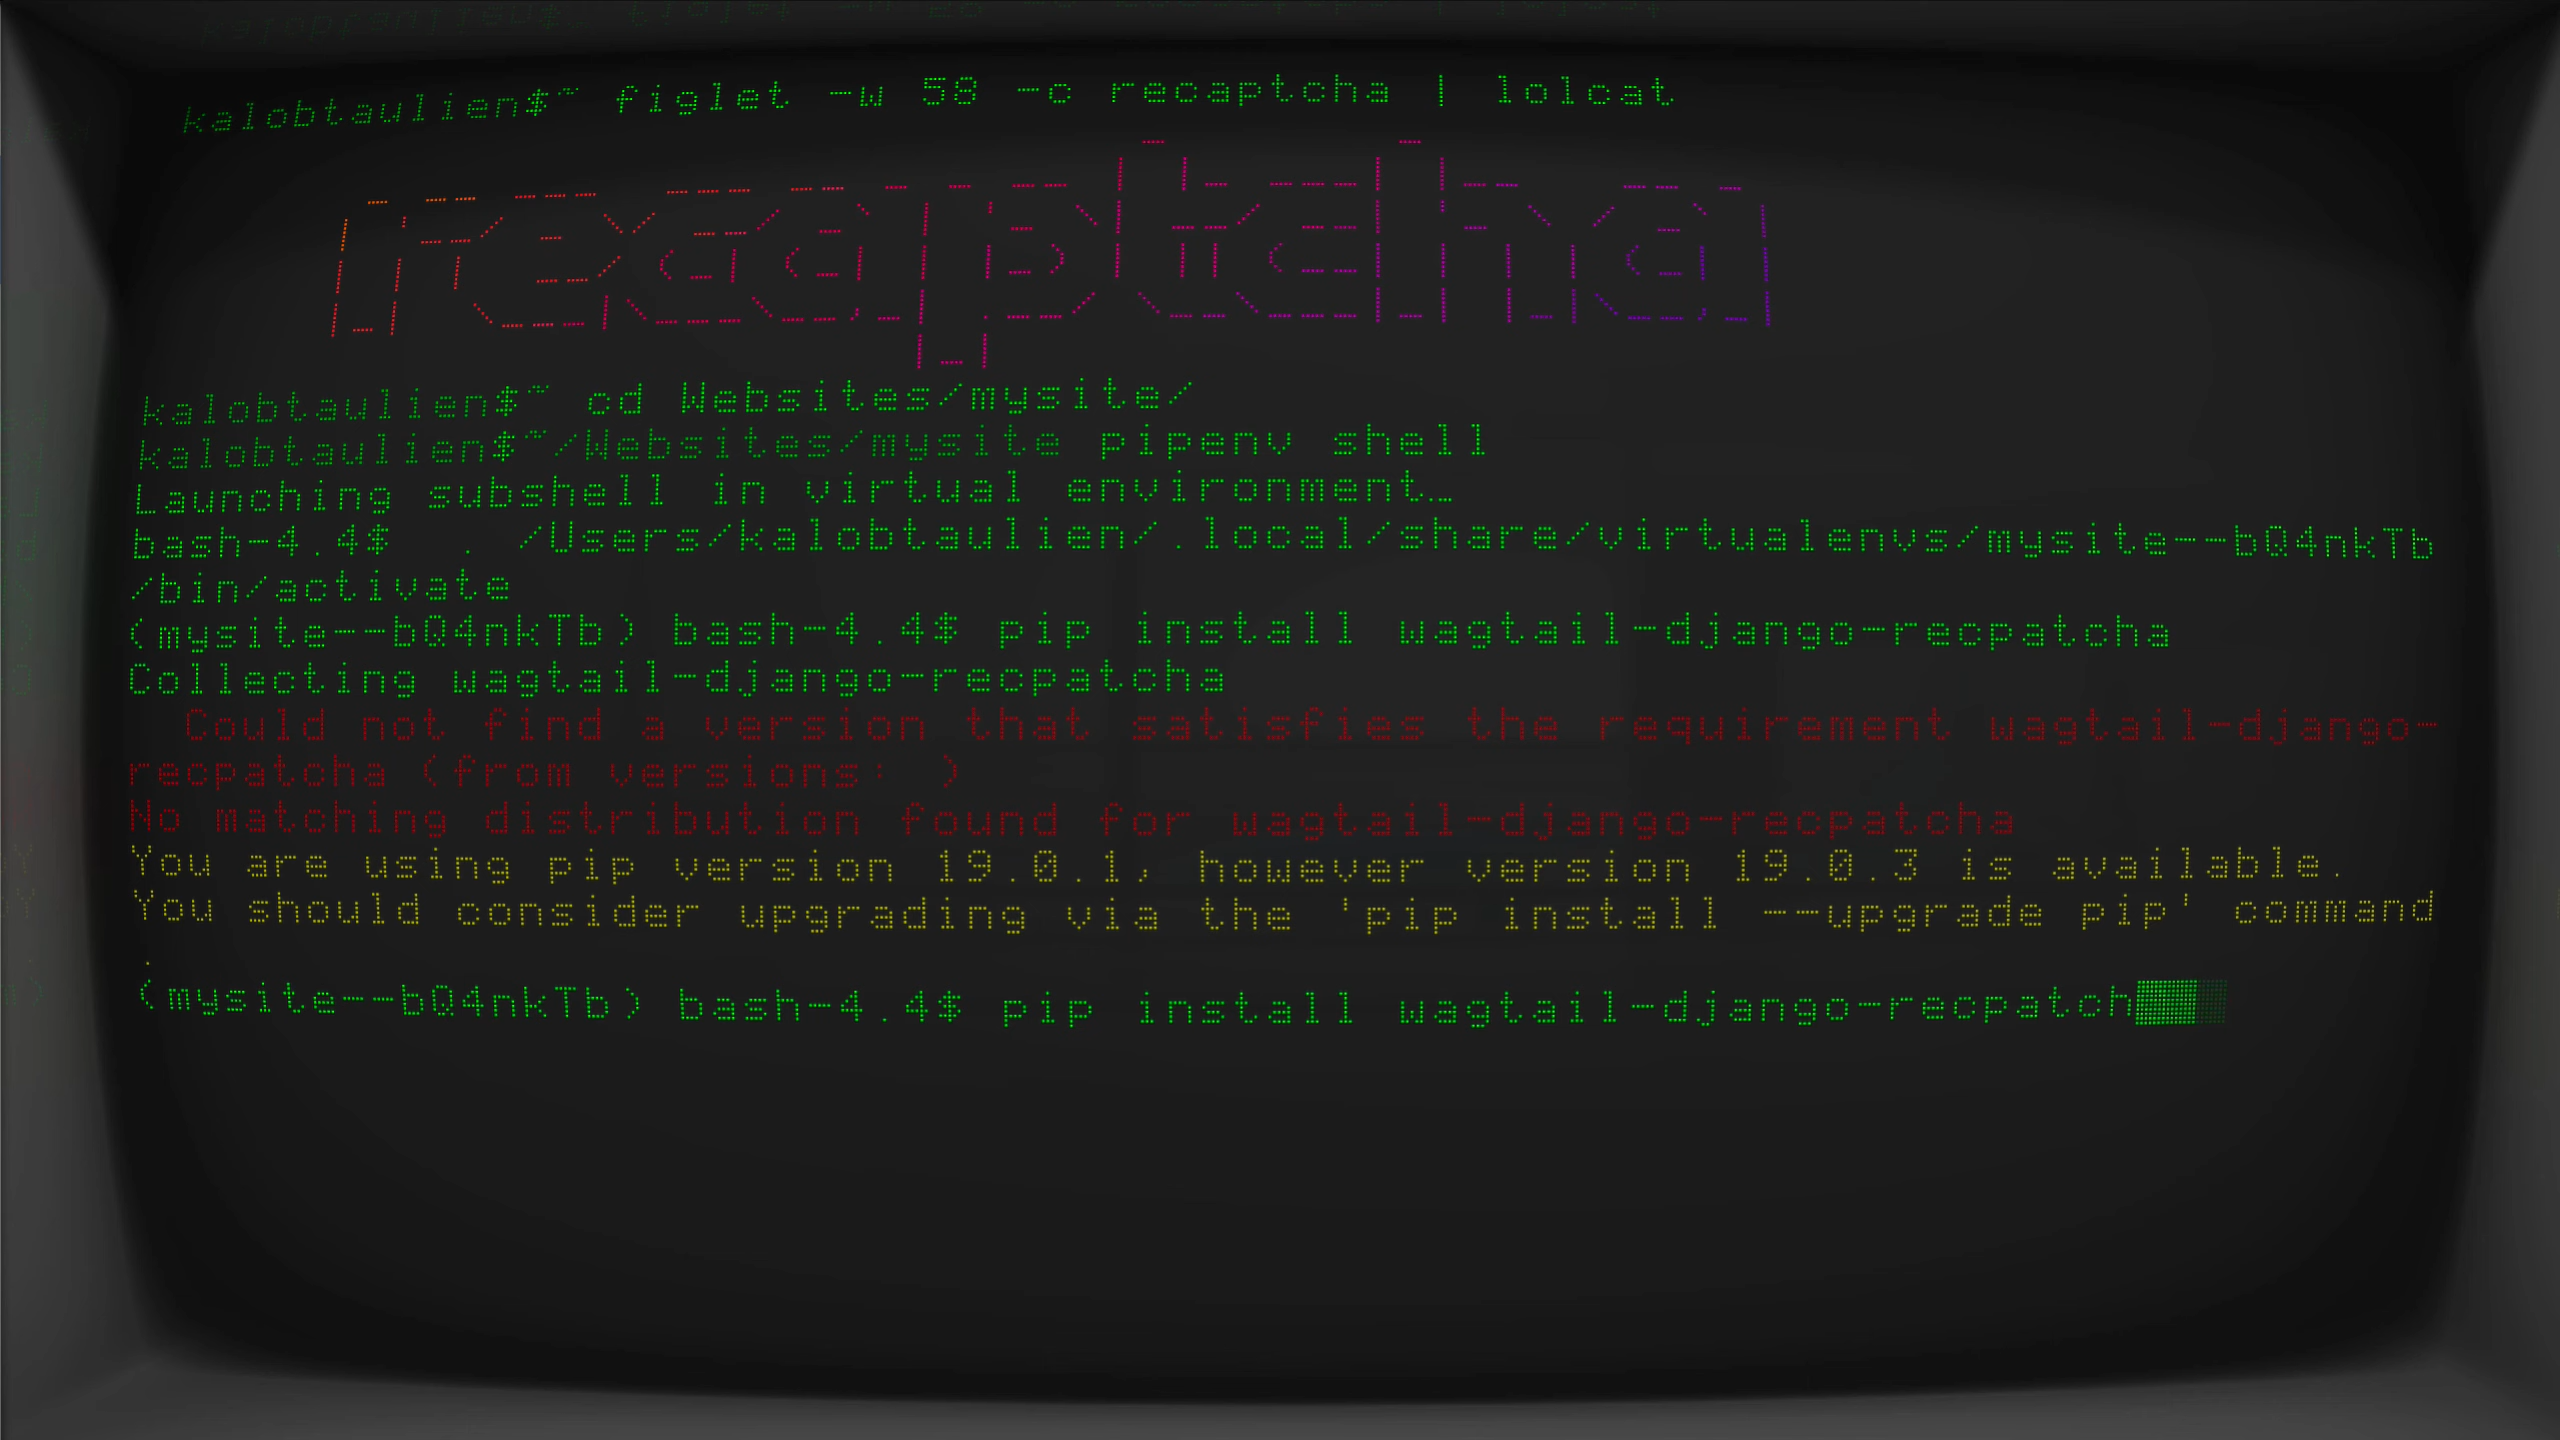 kalobtaulien$~ figlet -w 58 -c recaptcha | lolcat
recaptcha
kalobtaulien$~ cd Websites/mysite/
kalobtaulien$~/Websites/mysite pipenv shell
Launching subshell in virtual environment…
bash-4.4$  . /Users/kalobtaulien/.local/share/virtualenvs/mysite--bQ4nkTb
/bin/activate
(mysite--bQ4nkTb) bash-4.4$ pip install wagtail-django-recpatcha
Collecting wagtail-django-recpatcha
  Could not find a version that satisfies the requirement wagtail-django-
recpatcha (from versions: )
No matching distribution found for wagtail-django-recpatcha
You are using pip version 19.0.1, however version 19.0.3 is available.
You should consider upgrading via the 'pip install --upgrade pip' command
.
(mysite--bQ4nkTb) bash-4.4$ pip install wagtail-django-recpatch